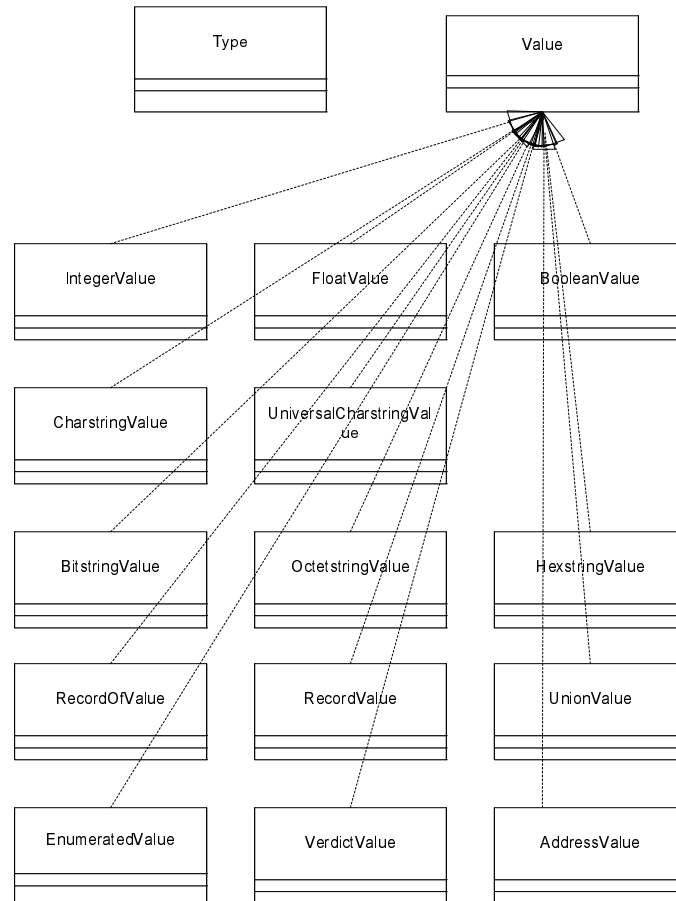 Type
Value
IntegerValue
FloatValue
BooleanValue
CharstringValue
UniversalCharstringVal
ue
BitstringValue
OctetstringValue
HexstringValue
RecordOfValue
RecordValue
UnionValue
EnumeratedValue
VerdictValue
AddressValue